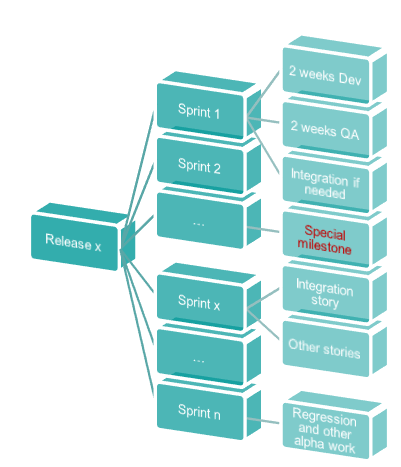 Release x
Sprint 1
2 weeks Dev
2 weeks QA
Integration if
needed
Sprint 2
...
Special
milestone
Sprint x
Integration
story
Other stories
...
Sprint n
Regression
and other
alpha work